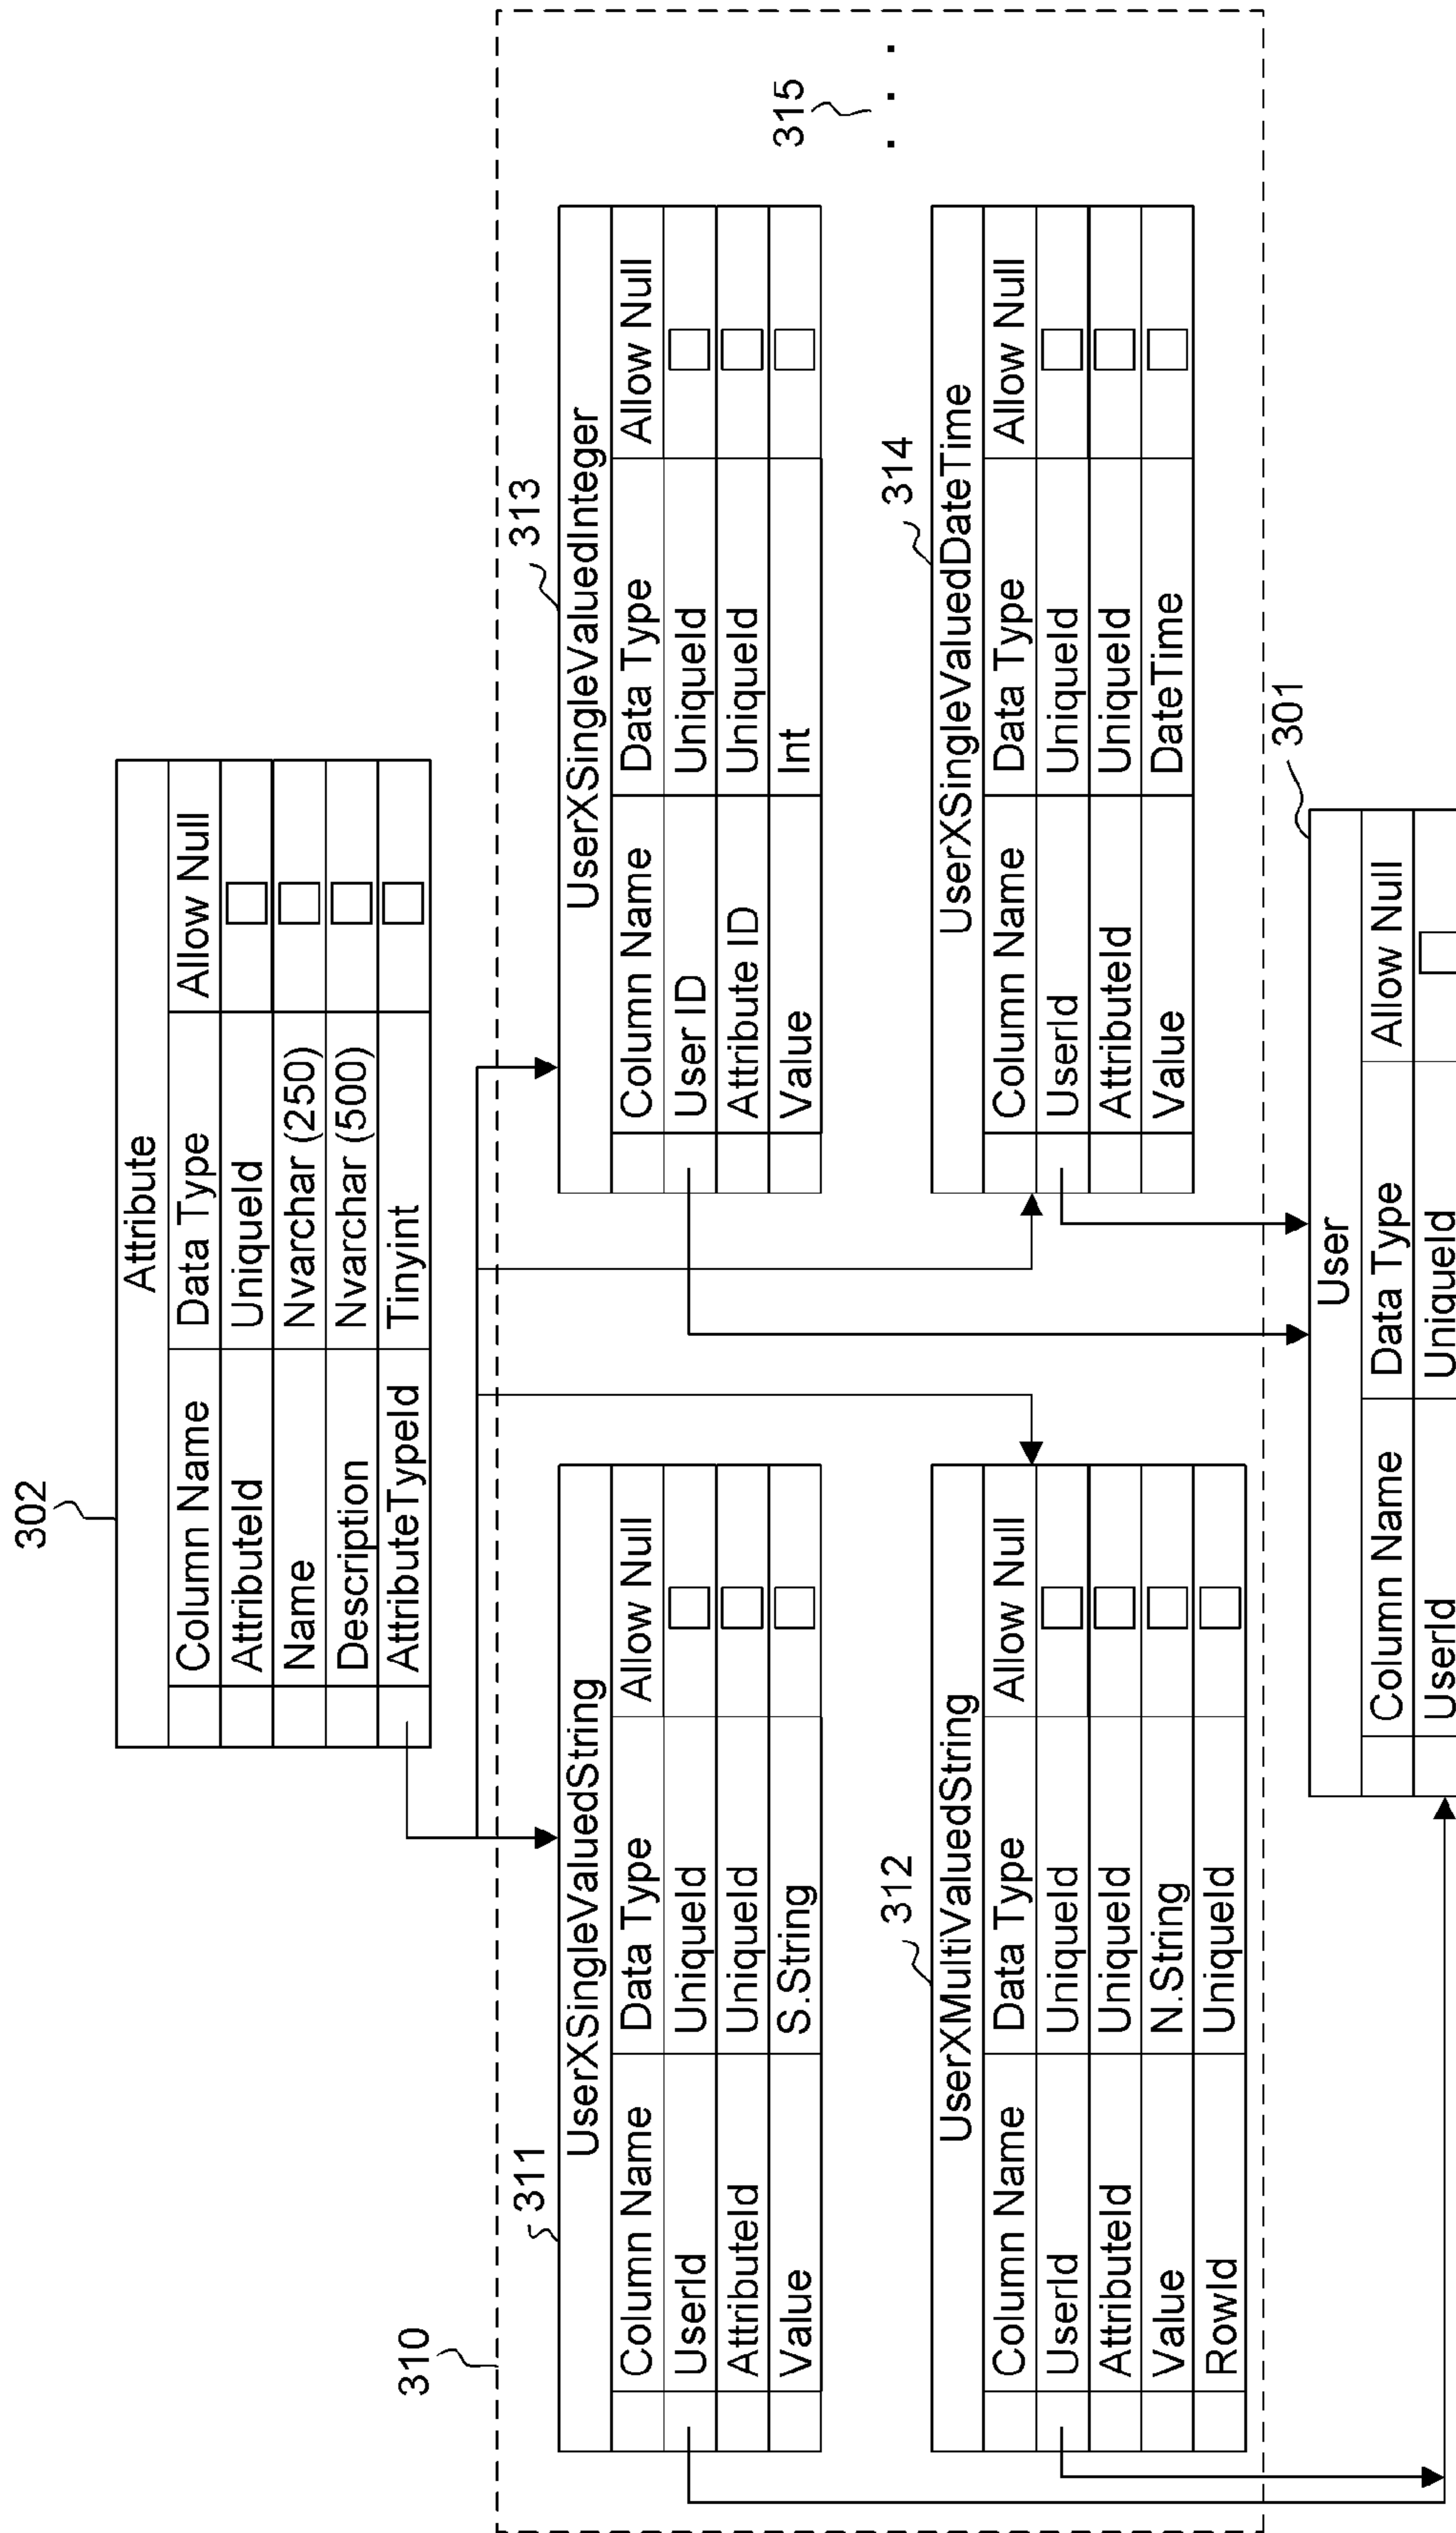 302
Attribute
Column Name Data Type Allow Null
AttributeId UniqueId
Name Nvarchar (250)
Description Nvarchar (500)
AttributeTypeId Tinyint
310
311
UserXSingleValuedString
Column Name Data Type Allow Null
UserId UniqueId
AttributeId UniqueId
Value S.String
313
UserXSingleValuedInteger
Column Name Data Type Allow Null
User ID UniqueId
Attribute ID UniqueId
Value Int
312
UserXMultiValuedString
Column Name Data Type Allow Null
UserId UniqueId
AttributeId UniqueId
Value N.String
RowId UniqueId
314
UserXSingleValuedDateTime
Column Name Data Type Allow Null
UserId UniqueId
AttributeId UniqueId
Value DateTime
315
. . .
301
User
Column Name Data Type Allow Null
UserId UniqueId